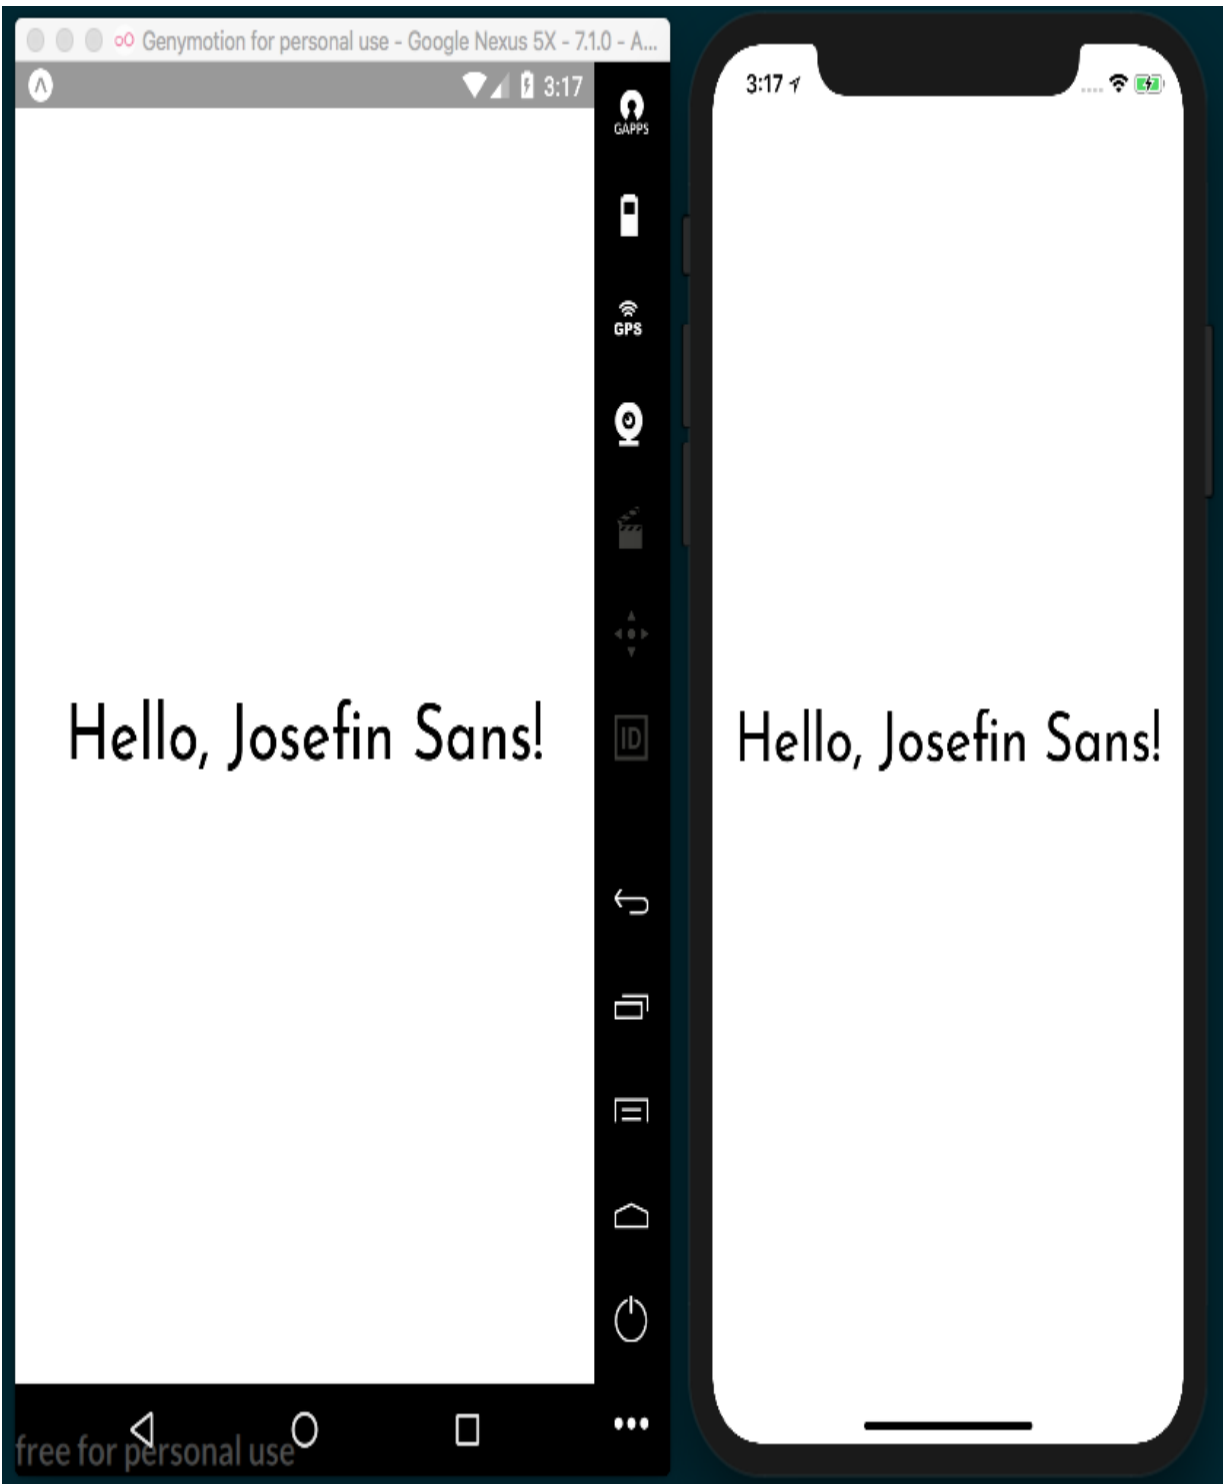 Genymotion for personal use - Google Nexus 5X - 7.1.0 - A...
3:17
GAPPS
GPS
ID
Hello, Josefin Sans!
free for personal use
3:17
Hello, Josefin Sans!